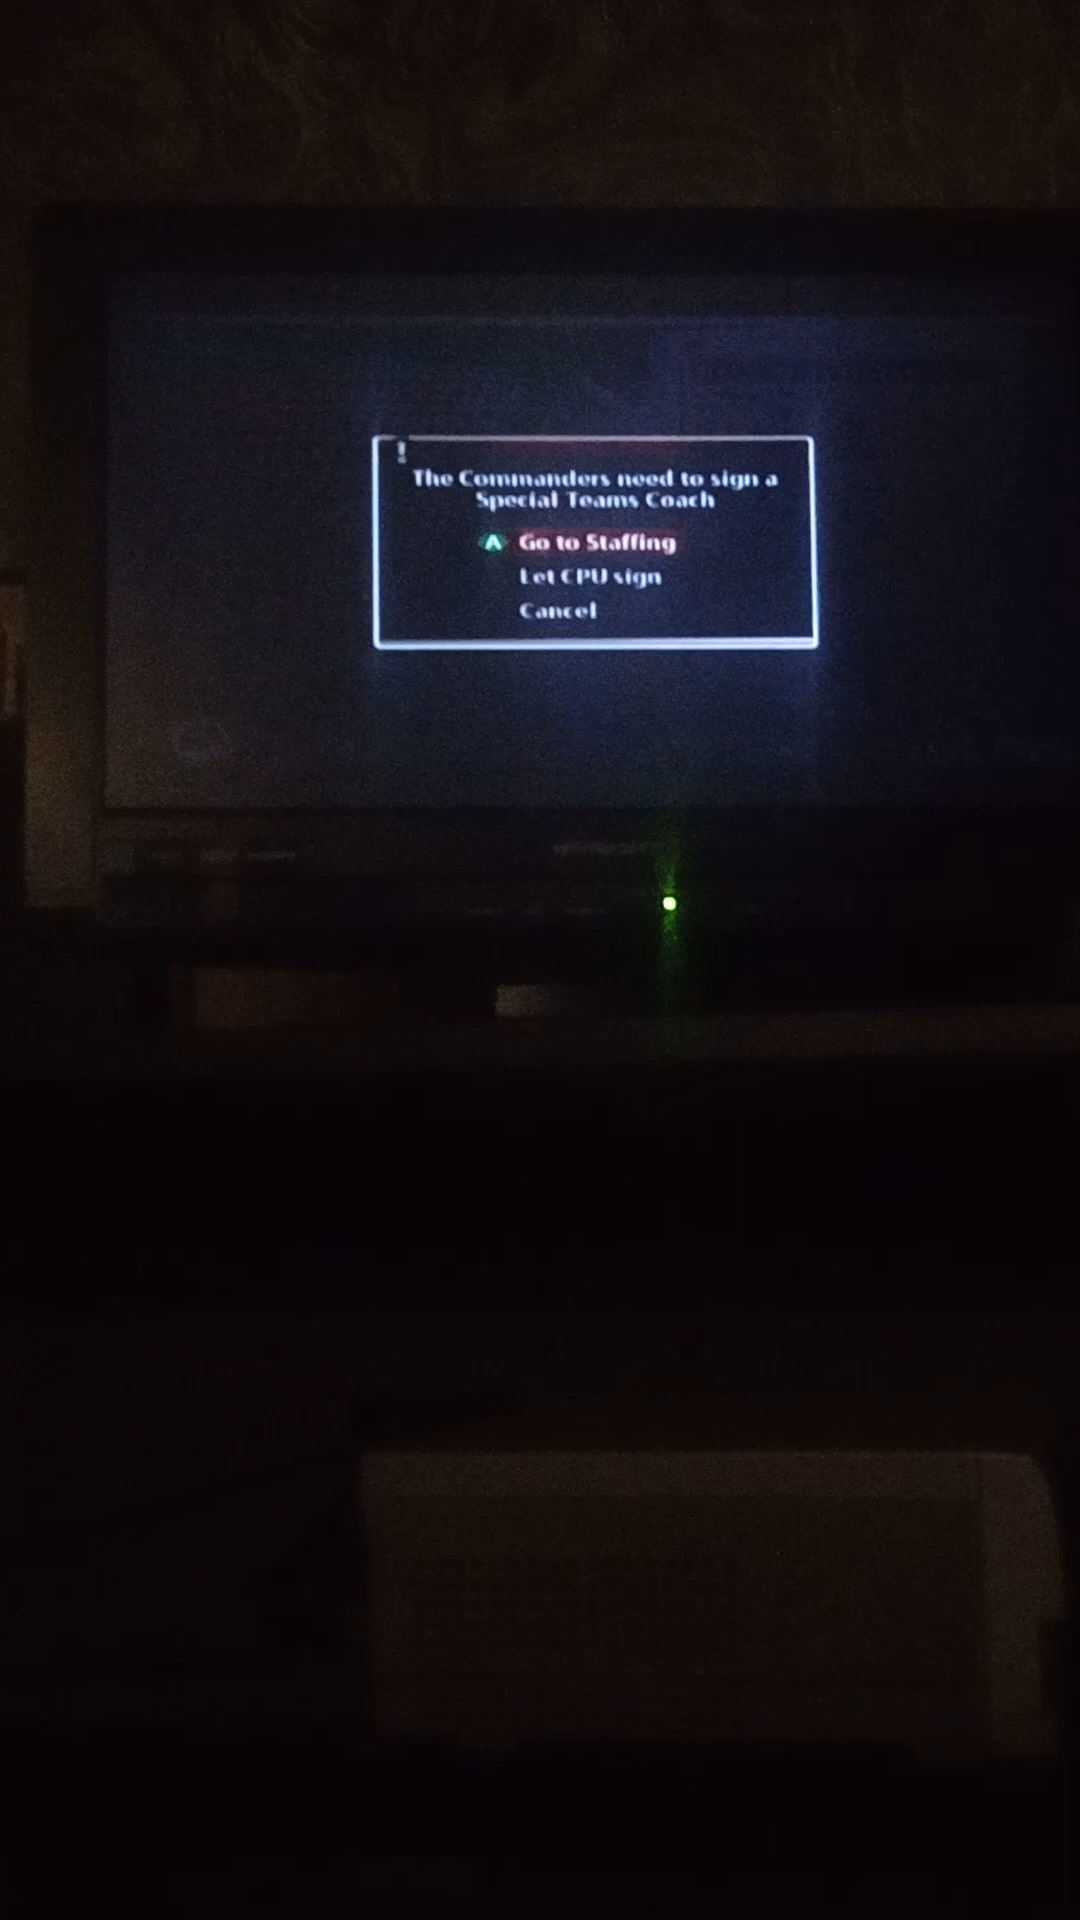 !
The Commanders need to sign a
Special Teams Coach
A Go to Staffing
Let CPU sign
Cancel